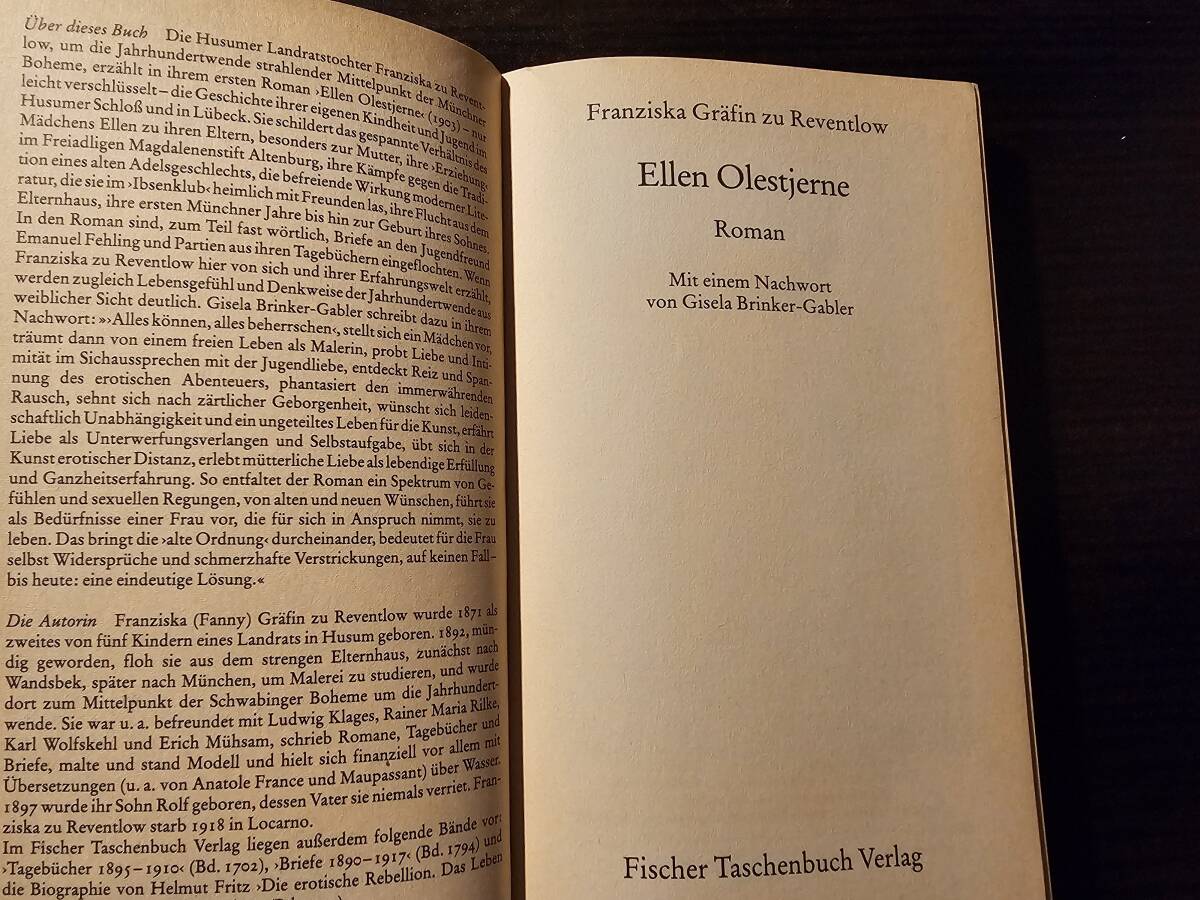 Über dieses Buch Die Husumer Landratstochter Franziska zu Revent-
low, um die Jahrhundertwende strahlender Mittelpunkt der Münchner
Boheme, erzählt in ihrem ersten Roman ›Ellen Olestjerne‹ (1903) – nur
leicht verschlüsselt – die Geschichte ihrer eigenen Kindheit und Jugend im
Husumer Schloß und in Lübeck. Sie schildert das gespannte Verhältnis des
Mädchens Ellen zu ihren Eltern, besonders zur Mutter, ihre ›Erziehung‹
im Freiadligen Magdalenenstift Altenburg, ihre Kämpfe gegen die Tradi-
tion eines alten Adelsgeschlechts, die befreiende Wirkung moderner Lite-
ratur, die sie im ›Ibsenklub‹ heimlich mit Freunden las, ihre Flucht aus dem
Elternhaus, ihre ersten Münchner Jahre bis hin zur Geburt ihres Sohnes.
In den Roman sind, zum Teil fast wörtlich, Briefe an den Jugendfreund
Emanuel Fehling und Partien aus ihren Tagebüchern eingeflochten. Wenn
Franziska zu Reventlow hier von sich und ihrer Erfahrungswelt erzählt,
werden zugleich Lebensgefühl und Denkweise der Jahrhundertwende aus
weiblicher Sicht deutlich. Gisela Brinker-Gabler schreibt dazu in ihrem
Nachwort: »›Alles können, alles beherrschen‹, stellt sich ein Mädchen vor,
träumt dann von einem freien Leben als Malerin, probt Liebe und Inti-
mität im Sichaussprechen mit der Jugendliebe, entdeckt Reiz und Span-
nung des erotischen Abenteuers, phantasiert den immerwährenden
Rausch, sehnt sich nach zärtlicher Geborgenheit, wünscht sich leiden-
schaftlich Unabhängigkeit und ein ungeteiltes Leben für die Kunst, erfährt
Liebe als Unterwerfungsverlangen und Selbstaufgabe, übt sich in der
Kunst erotischer Distanz, erlebt mütterliche Liebe als lebendige Erfüllung
und Ganzheitserfahrung. So entfaltet der Roman ein Spektrum von Ge-
fühlen und sexuellen Regungen, von alten und neuen Wünschen, führt sie
als Bedürfnisse einer Frau vor, die für sich in Anspruch nimmt, sie zu
leben. Das bringt die ›alte Ordnung‹ durcheinander, bedeutet für die Frau
selbst Widersprüche und schmerzhafte Verstrickungen, auf keinen Fall –
bis heute: eine eindeutige Lösung.«
Die Autorin Franziska (Fanny) Gräfin zu Reventlow wurde 1871 als
zweites von fünf Kindern eines Landrats in Husum geboren. 1892, mün-
dig geworden, floh sie aus dem strengen Elternhaus, zunächst nach
Wandsbek, später nach München, um Malerei zu studieren, und wurde
dort zum Mittelpunkt der Schwabinger Boheme um die Jahrhundert-
wende. Sie war u. a. befreundet mit Ludwig Klages, Rainer Maria Rilke,
Karl Wolfskehl und Erich Mühsam, schrieb Romane, Tagebücher und
Briefe, malte und stand Modell und hielt sich finanziell vor allem mit
Übersetzungen (u. a. von Anatole France und Maupassant) über Wasser.
1897 wurde ihr Sohn Rolf geboren, dessen Vater sie niemals verriet. Fran-
ziska zu Reventlow starb 1918 in Locarno.
Im Fischer Taschenbuch Verlag liegen außerdem folgende Bände vor:
›Tagebücher 1895–1910‹ (Bd. 1702), ›Briefe 1890–1917‹ (Bd. 1794) und
die Biographie von Helmut Fritz ›Die erotische Rebellion. Das Leben
Franziska Gräfin zu Reventlow
Ellen Olestjerne
Roman
Mit einem Nachwort
von Gisela Brinker-Gabler
Fischer Taschenbuch Verlag